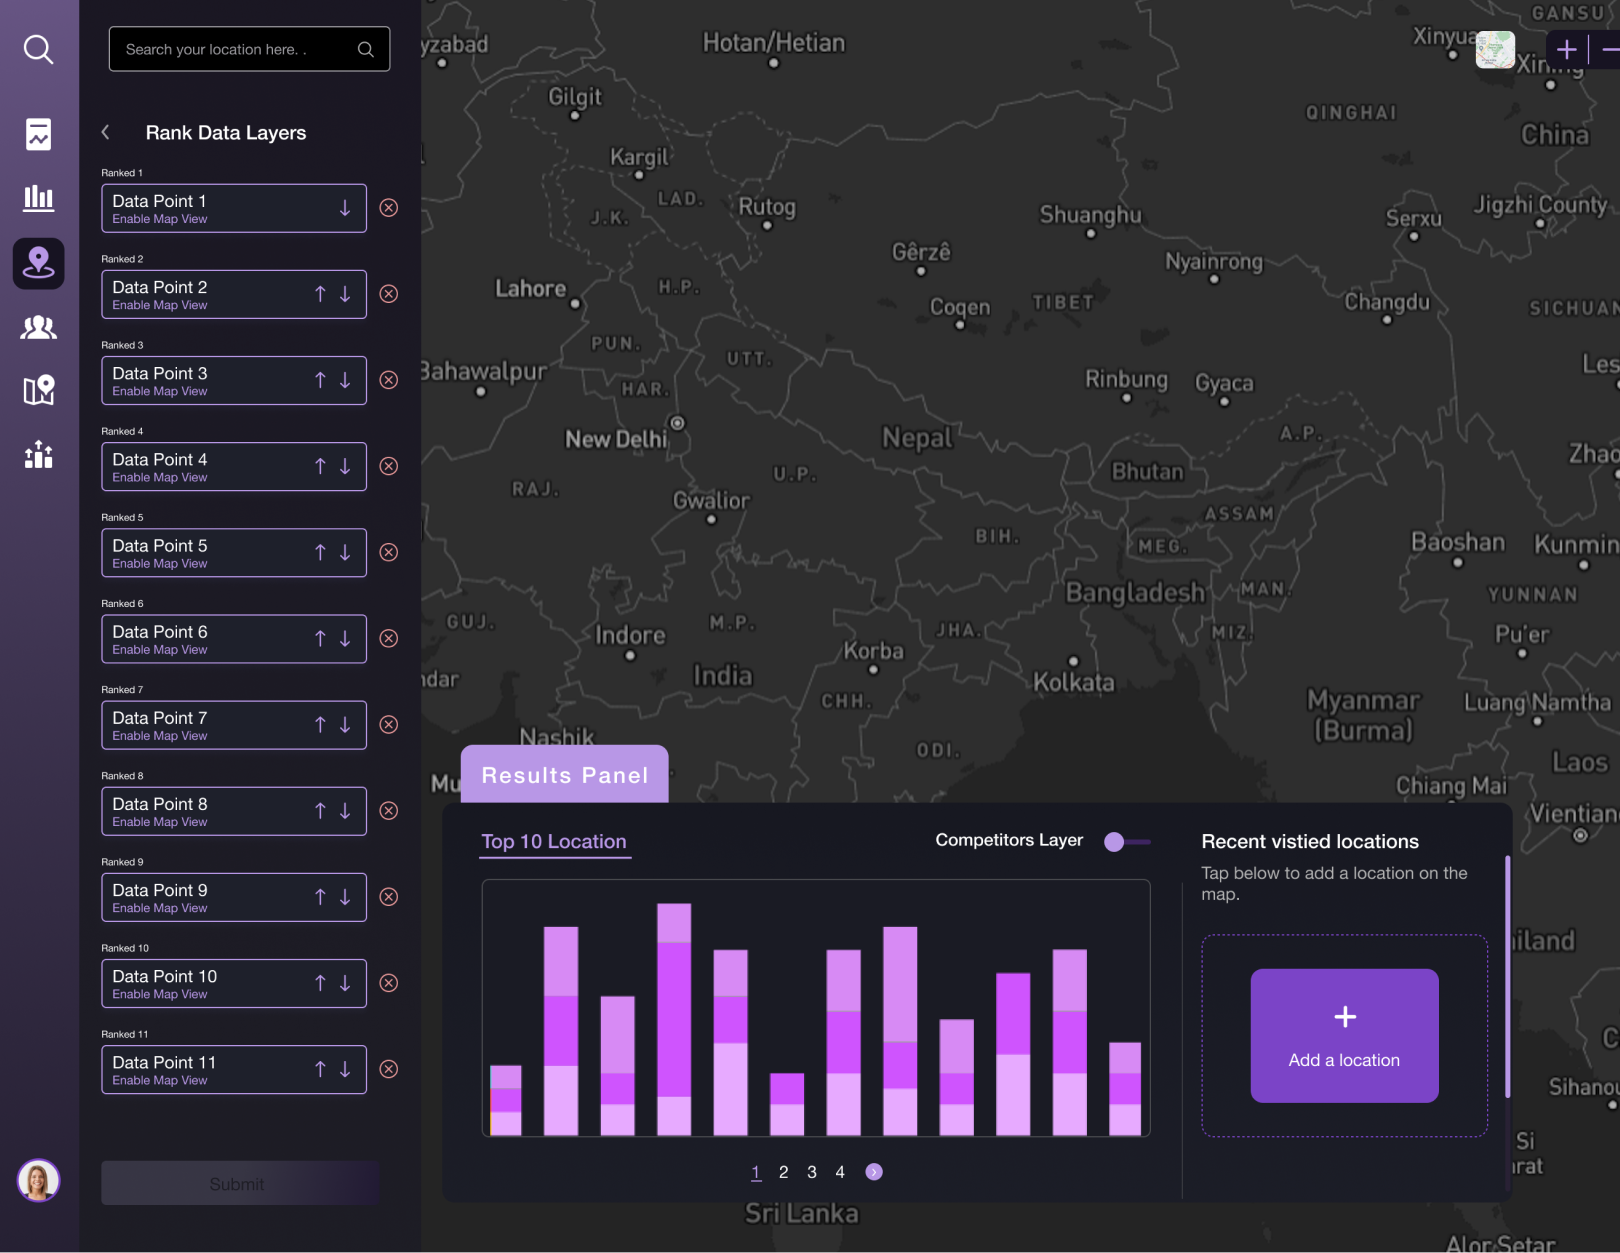 Search your location here. .
Rank Data Layers
Ranked 1
Data Point 1
Enable Map View
Ranked 2
Data Point 2
Enable Map View
Ranked 3
Data Point 3
Enable Map View
Ranked 4
Data Point 4
Enable Map View
Ranked 5
Data Point 5
Enable Map View
Ranked 6
Data Point 6
Enable Map View
Ranked 7
Data Point 7
Enable Map View
Ranked 8
Data Point 8
Enable Map View
Ranked 9
Data Point 9
Enable Map View
Ranked 10
Data Point 10
Enable Map View
Ranked 11
Data Point 11
Enable Map View
Submit
GANSU
yzabad
Hotan/Hetian
Xinyua
Xining
Gilgit
QINGHAI
China
Kargil
LAD.
J.K.
Rutog
Shuanghu
Serxu
Jigzhi County
Gêrzê
Nyainrong
Lahore
H.P.
Coqen
TIBET
Changdu
SICHUAN
PUN.
UTT.
Bahawalpur
HAR.
Rinbung
Gyaca
Les
New Delhi
Nepal
A.P.
Zhao
Bhutan
U.P.
RAJ.
Gwalior
ASSAM
BIH.
MEG.
Baoshan
Kunmin
Bangladesh
MAN.
YUNNAN
GUJ.
Indore
M.P.
JHA.
MIZ.
Pu'er
Korba
ndar
India
Kolkata
CHH.
Myanmar
(Burma)
Luang Namtha
Nashik
ODI.
Laos
Mu
Chiang Mai
Vientian
Results Panel
Top 10 Location
Competitors Layer
Recent vistied locations
Tap below to add a location on the
map.
+
Add a location
1 2 3 4
ailand
C
Sihanou
Si
rat
Sri Lanka
Alor Setar